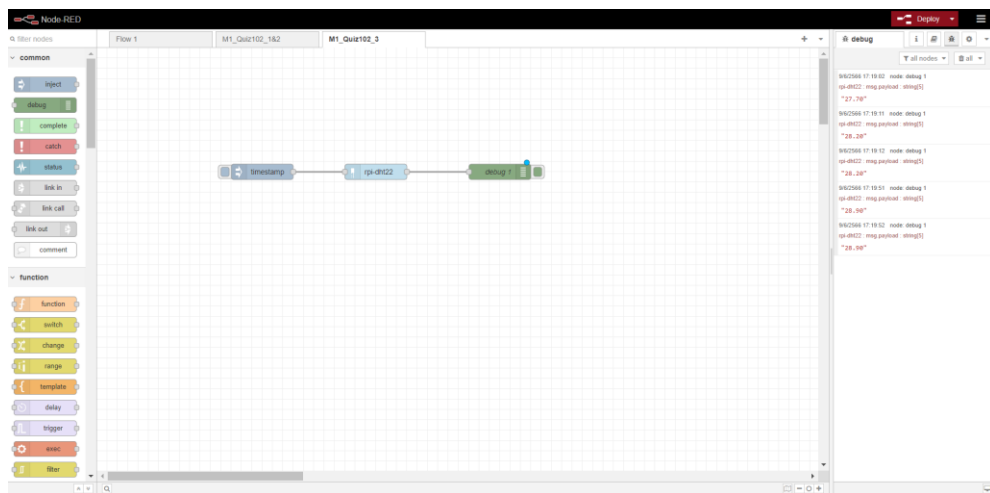 Node-RED
Deploy
filter nodes
Flow 1
M1_Quiz102_1&2
M1_Quiz102_3
debug
i
all nodes
all
common
inject
debug
complete
catch
status
link in
link call
link out
comment
function
function
switch
change
range
template
delay
trigger
exec
filter
timestamp
rpi-dht22
debug 1
9/6/2566 17:19:02 node: debug 1
rpi-dht22 : msg.payload : string[5]
"27.70"
9/6/2566 17:19:11 node: debug 1
rpi-dht22 : msg.payload : string[5]
"28.20"
9/6/2566 17:19:12 node: debug 1
rpi-dht22 : msg.payload : string[5]
"28.20"
9/6/2566 17:19:51 node: debug 1
rpi-dht22 : msg.payload : string[5]
"28.90"
9/6/2566 17:19:52 node: debug 1
rpi-dht22 : msg.payload : string[5]
"28.90"